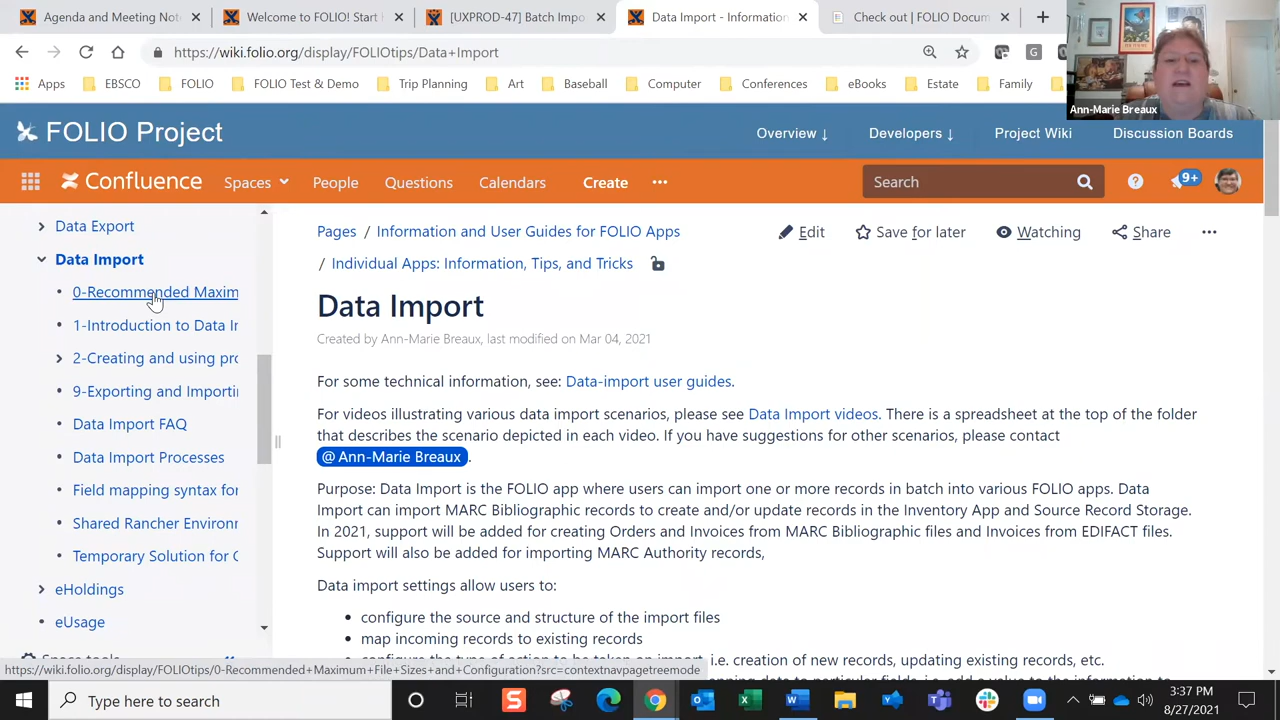 Agenda and Meeting Not
Welcome to FOLIO! Start
[UXPROD-47] Batch Impo
Data Import - Information
Check out | FOLIO Docum
https://wiki.folio.org/display/FOLIOtips/Data+Import
Apps
EBSCO
FOLIO
FOLIO Test & Demo
Trip Planning
Art
Baseball
Computer
Conferences
eBooks
Estate
Family
Ann-Marie Breaux
FOLIO Project
Overview ↓
Developers ↓
Project Wiki
Discussion Boards
Confluence
Spaces
People
Questions
Calendars
Create
Search
9+
Data Export
Data Import
0-Recommended Maxim
1-Introduction to Data I
2-Creating and using pro
9-Exporting and Importi
Data Import FAQ
Data Import Processes
Field mapping syntax for
Shared Rancher Environ
Temporary Solution for
eHoldings
eUsage
Space tools
Pages / Information and User Guides for FOLIO Apps
/ Individual Apps: Information, Tips, and Tricks
Edit
Save for later
Watching
Share
Data Import
Created by Ann-Marie Breaux, last modified on Mar 04, 2021
For some technical information, see: Data-import user guides.
For videos illustrating various data import scenarios, please see Data Import videos. There is a spreadsheet at the top of the folder
that describes the scenario depicted in each video. If you have suggestions for other scenarios, please contact
@ Ann-Marie Breaux .
Purpose: Data Import is the FOLIO app where users can import one or more records in batch into various FOLIO apps. Data
Import can import MARC Bibliographic records to create and/or update records in the Inventory App and Source Record Storage.
In 2021, support will be added for creating Orders and Invoices from MARC Bibliographic files and Invoices from EDIFACT files.
Support will also be added for importing MARC Authority records,
Data import settings allow users to:
• configure the source and structure of the import files
• map incoming records to existing records
i.e. creation of new records, updating existing records, etc.
https://wiki.folio.org/display/FOLIOtips/0-Recommended+Maximum+File+Sizes+and+Configuration?src=contextnavpagetreemode
Type here to search
3:37 PM
8/27/2021